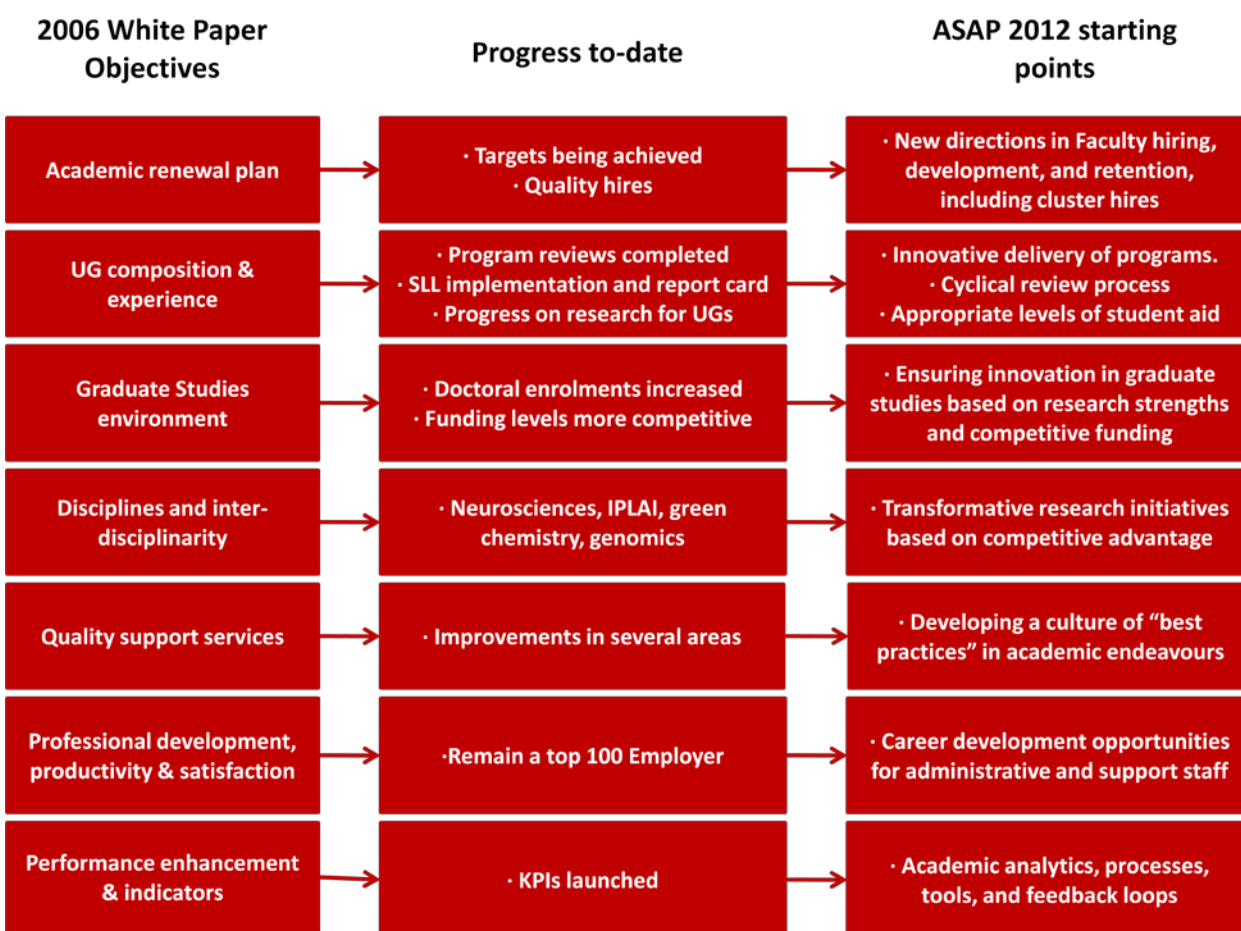 2006 White Paper
Objectives
Progress to-date
ASAP 2012 starting
points
Academic renewal plan
· Targets being achieved
· Quality hires
· New directions in Faculty hiring,
development, and retention,
including cluster hires
UG composition &
experience
· Program reviews completed
· SLL implementation and report card
· Progress on research for UGs
· Innovative delivery of programs.
· Cyclical review process
· Appropriate levels of student aid
Graduate Studies
environment
· Doctoral enrolments increased
· Funding levels more competitive
· Ensuring innovation in graduate
studies based on research strengths
and competitive funding
Disciplines and inter-
disciplinarity
· Neurosciences, IPLAI, green
chemistry, genomics
· Transformative research initiatives
based on competitive advantage
Quality support services
· Improvements in several areas
· Developing a culture of “best
practices” in academic endeavours
Professional development,
productivity & satisfaction
·Remain a top 100 Employer
· Career development opportunities
for administrative and support staff
Performance enhancement
& indicators
· KPIs launched
· Academic analytics, processes,
tools, and feedback loops